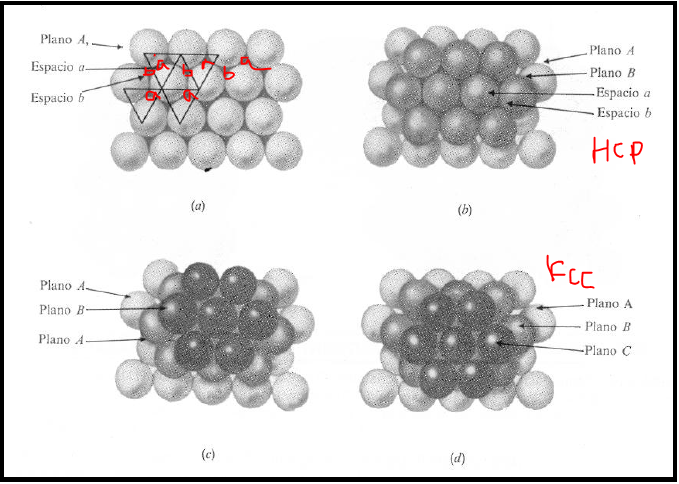 Plano A,
Espacio a
Espacio b
a b r b a
a a
(a)
Plano A
Plano B
Espacio a
Espacio b
HCP
(b)
Plano A
Plano B
Plano A
(c)
FCC
Plano A
Plano B
Plano C
(d)